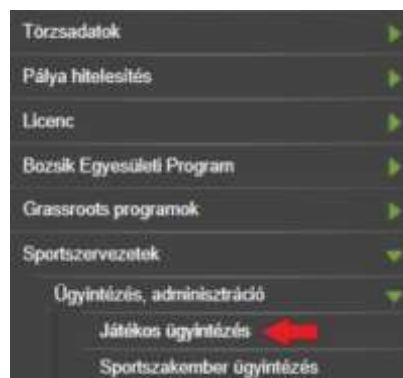 Törzsadatok
Pálya hitelesítés
Licenc
Bozsik Egyesületi Program
Grassroots programok
Sportszervezetek
Ügyintézés, adminisztráció
Játékos ügyintézés
Sportszakember ügyintézés